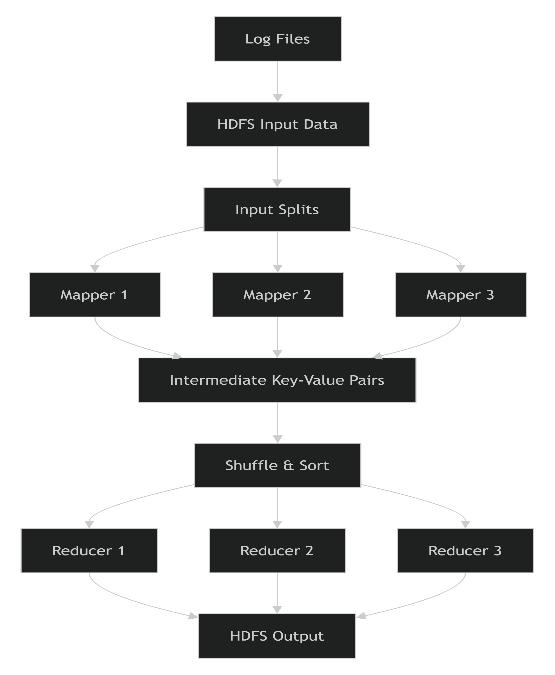 Log Files
HDFS Input Data
Input Splits
Mapper 1
Mapper 2
Mapper 3
Intermediate Key-Value Pairs
Shuffle & Sort
Reducer 1
Reducer 2
Reducer 3
HDFS Output